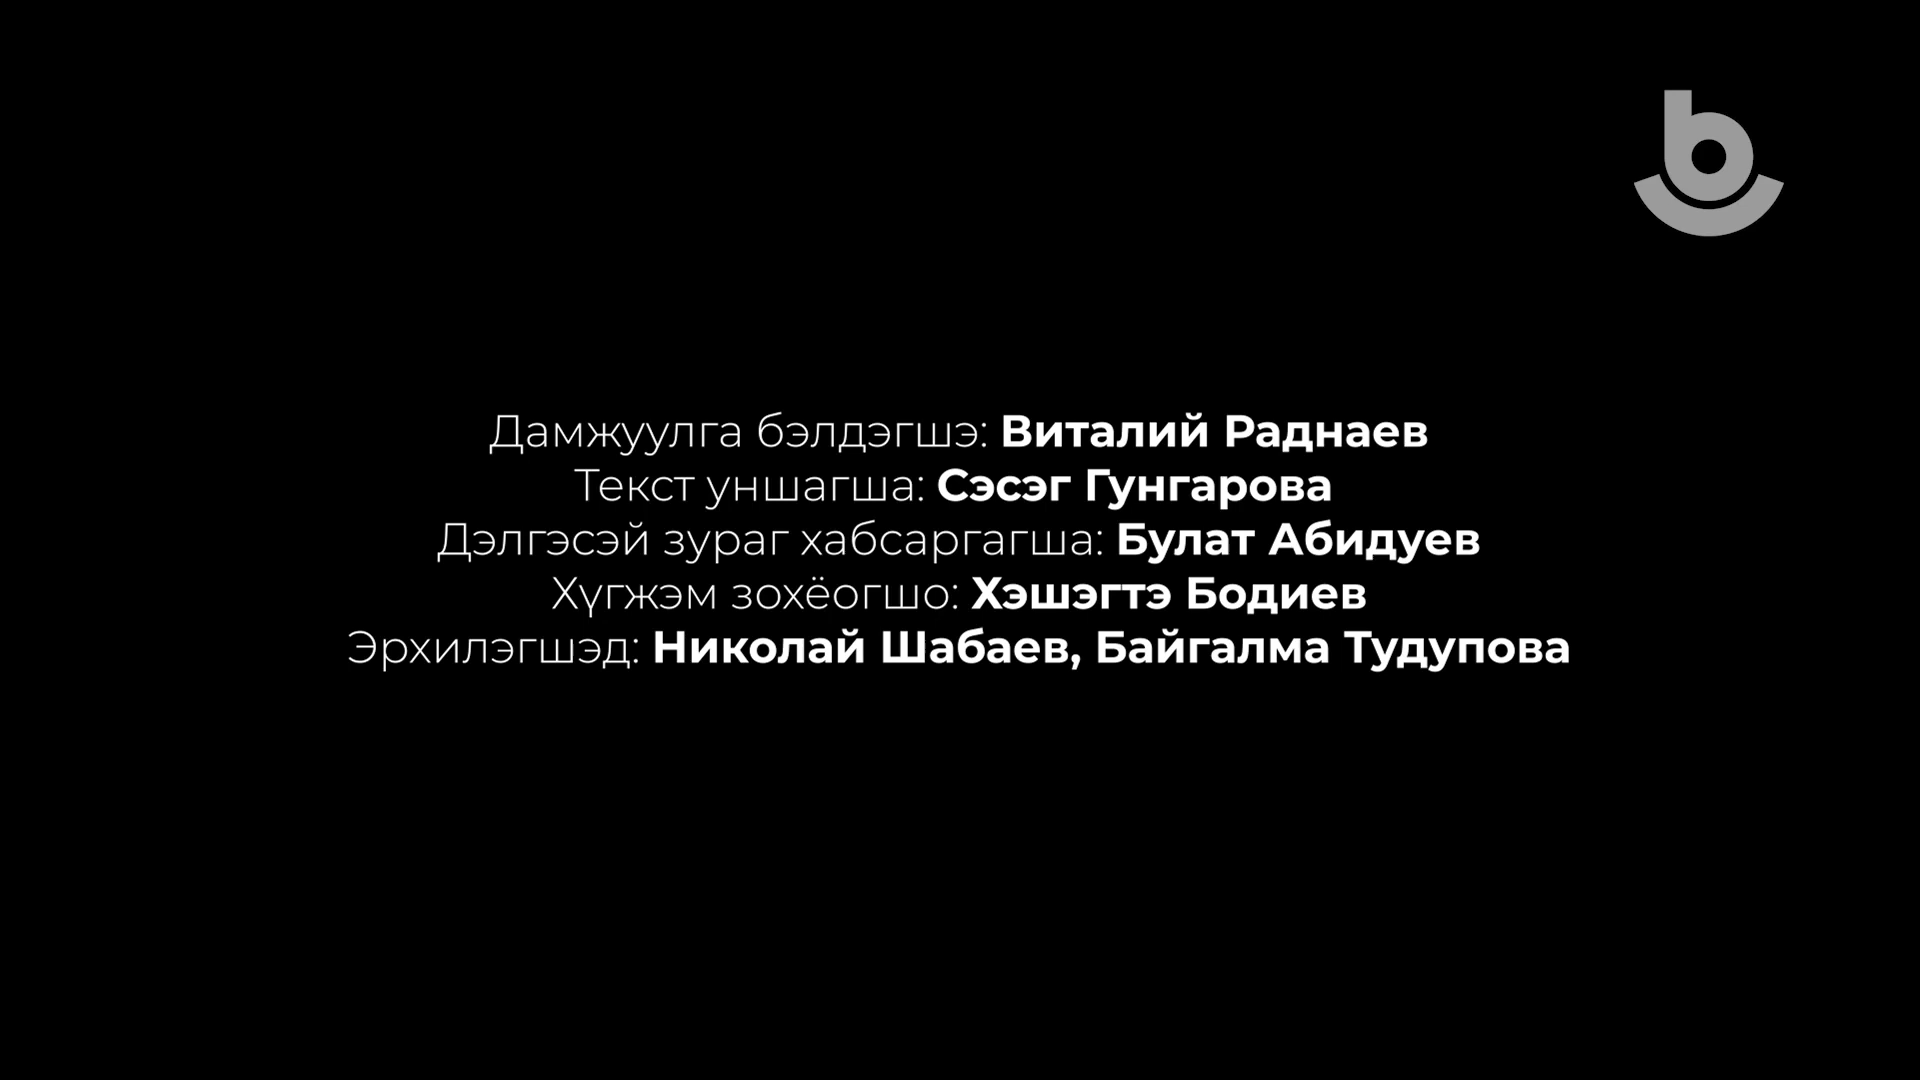 b
Дамжуулга бэлдэгшэ: Виталий Раднаев
Текст уншагша: Сэсэг Гунгарова
Дэлгэсэй зураг хабсаргагша: Булат Абидуев
Хүгжэм зохёогшо: Хэшэгтэ Бодиев
Эрхилэгшэд: Николай Шабаев, Байгалма Тудупова